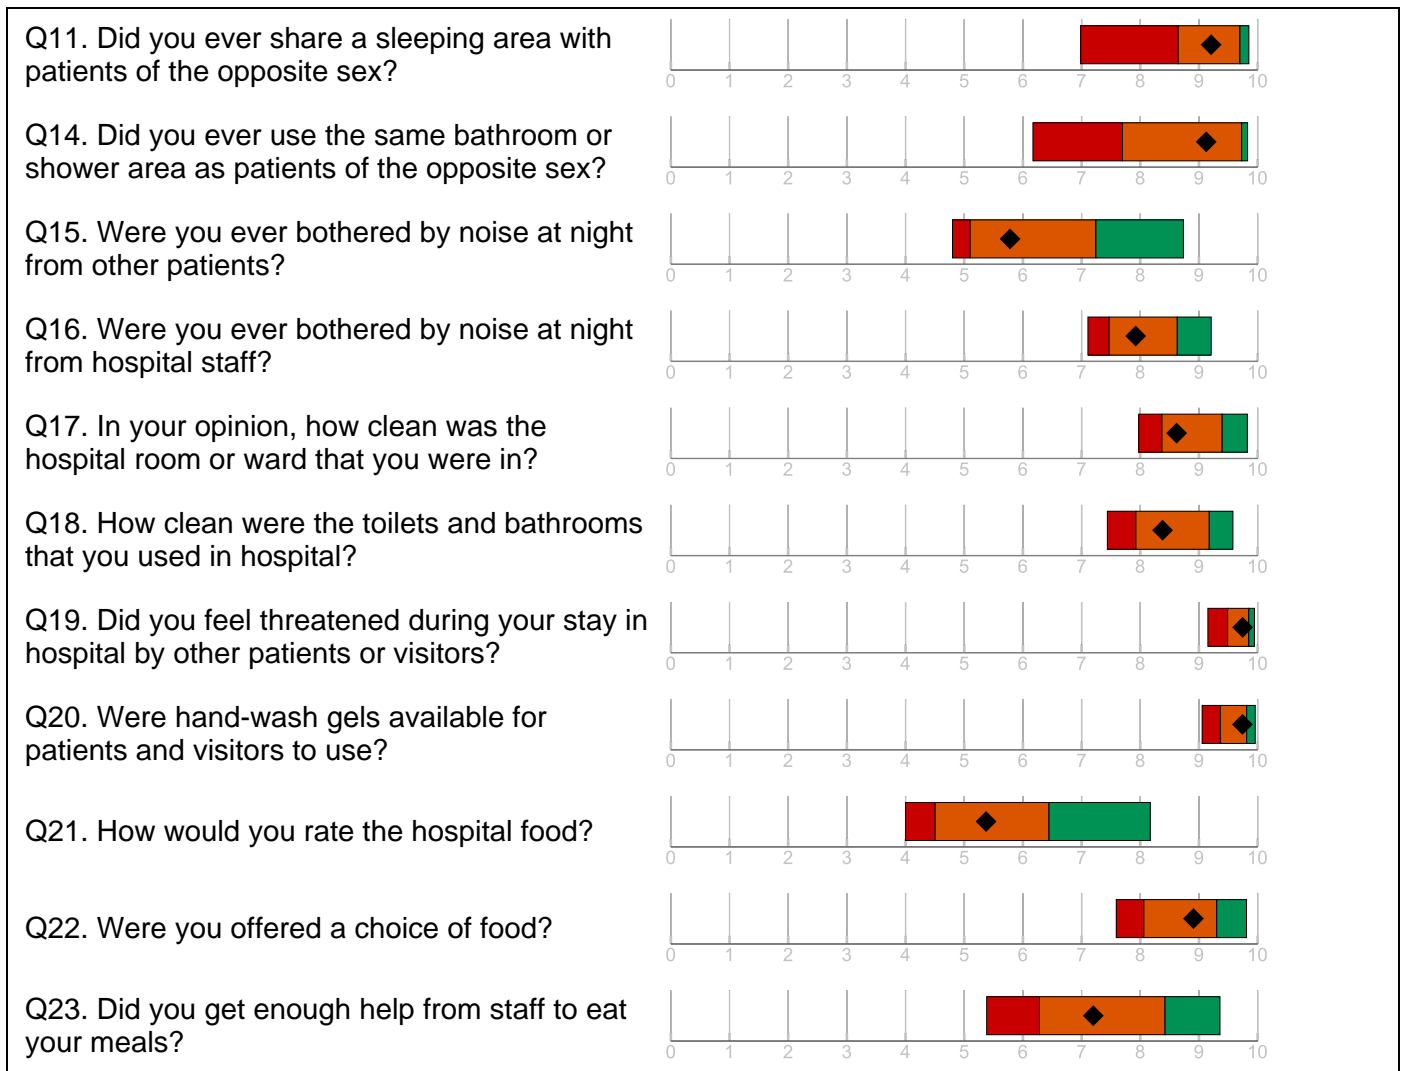 Q11. Did you ever share a sleeping area with
patients of the opposite sex?
0 1 2 3 4 5 6 7 8 9 10
Q14. Did you ever use the same bathroom or
shower area as patients of the opposite sex?
0 1 2 3 4 5 6 7 8 9 10
Q15. Were you ever bothered by noise at night
from other patients?
0 1 2 3 4 5 6 7 8 9 10
Q16. Were you ever bothered by noise at night
from hospital staff?
0 1 2 3 4 5 6 7 8 9 10
Q17. In your opinion, how clean was the
hospital room or ward that you were in?
0 1 2 3 4 5 6 7 8 9 10
Q18. How clean were the toilets and bathrooms
that you used in hospital?
0 1 2 3 4 5 6 7 8 9 10
Q19. Did you feel threatened during your stay in
hospital by other patients or visitors?
0 1 2 3 4 5 6 7 8 9 10
Q20. Were hand-wash gels available for
patients and visitors to use?
0 1 2 3 4 5 6 7 8 9 10
Q21. How would you rate the hospital food?
0 1 2 3 4 5 6 7 8 9 10
Q22. Were you offered a choice of food?
0 1 2 3 4 5 6 7 8 9 10
Q23. Did you get enough help from staff to eat
your meals?
0 1 2 3 4 5 6 7 8 9 10